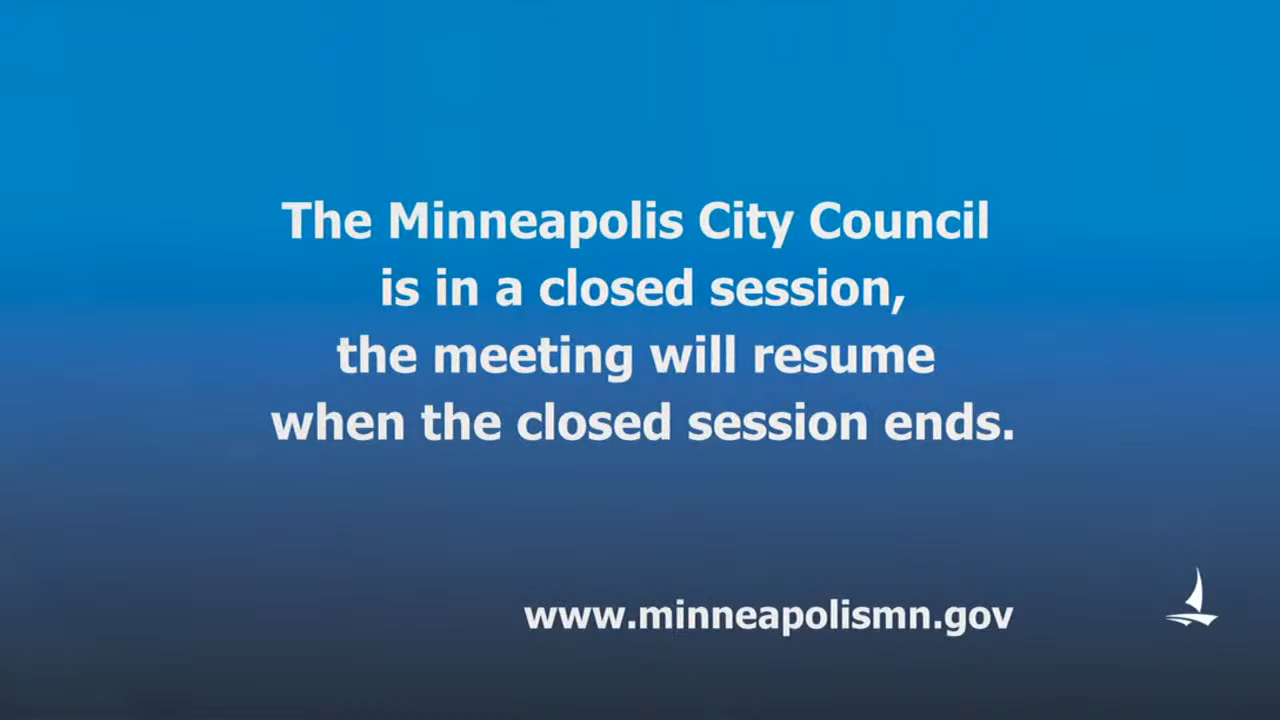 The Minneapolis City Council
is in a closed session,
the meeting will resume
when the closed session ends.
www.minneapolismn.gov